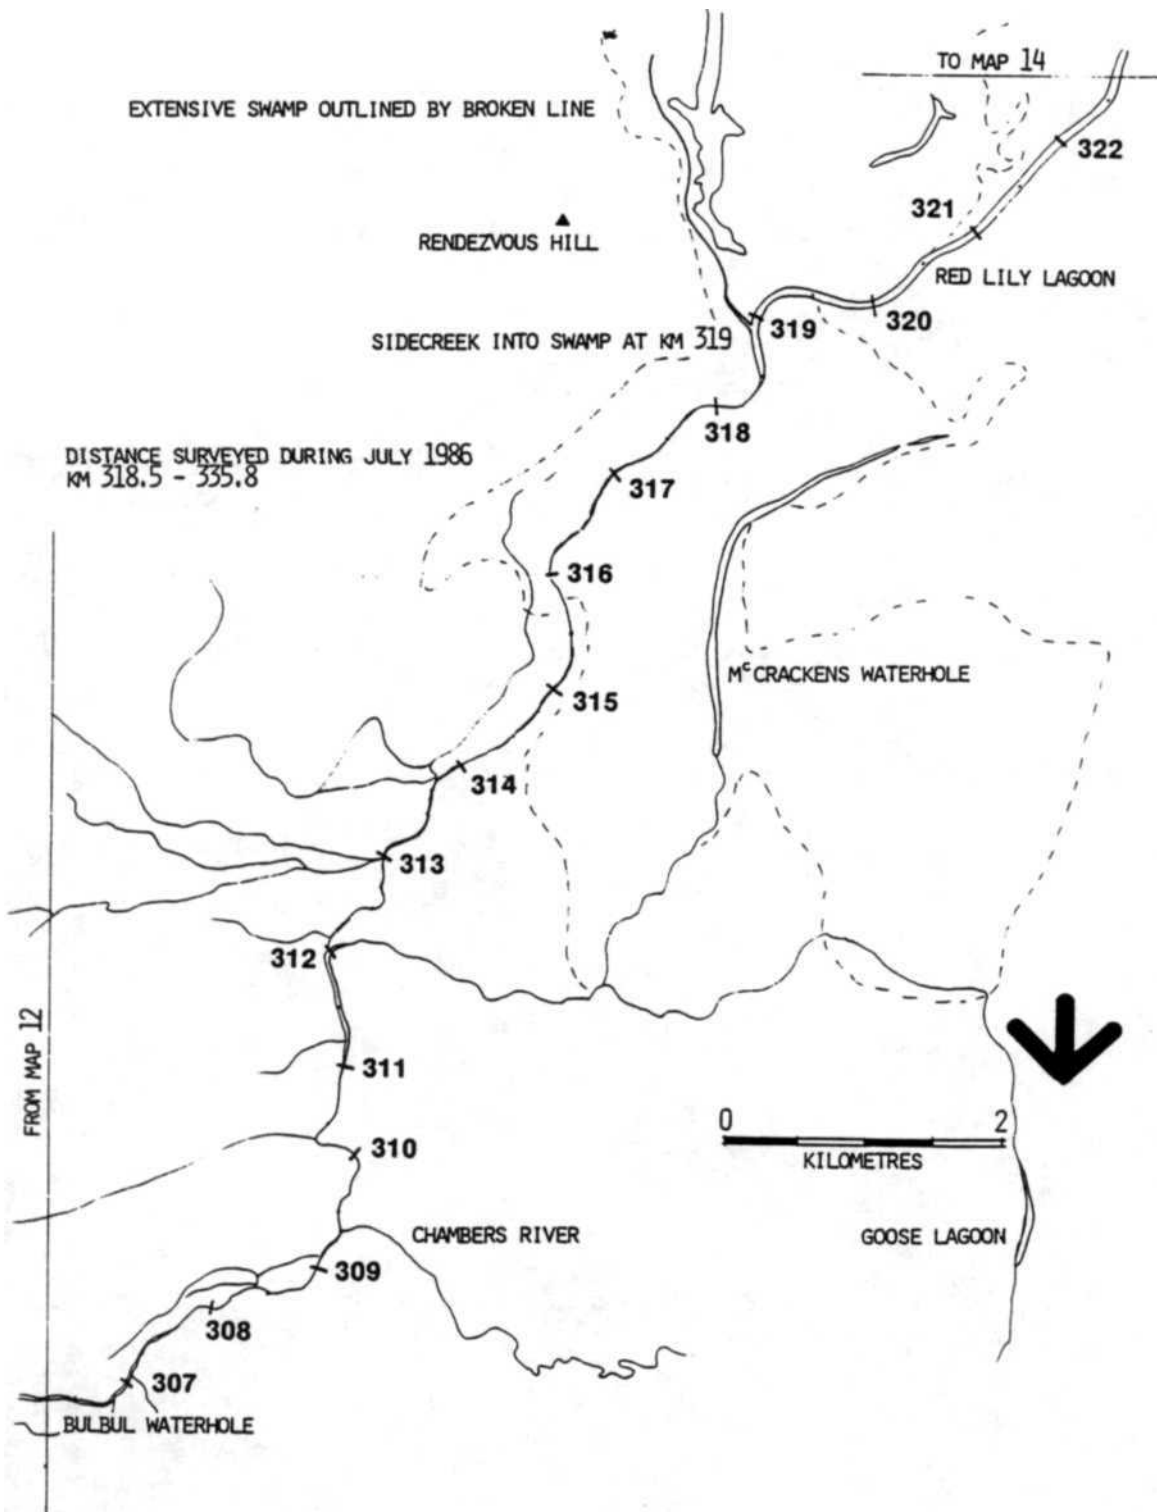 TO MAP 14
EXTENSIVE SWAMP OUTLINED BY BROKEN LINE
322
321
RENDEZVOUS HILL
RED LILY LAGOON
319
320
SIDECREEK INTO SWAMP AT KM 319
318
DISTANCE SURVEYED DURING JULY 1986
KM 318.5 - 335.8
317
316
MᶜCRACKENS WATERHOLE
315
314
313
312
FROM MAP 12
311
0 2
KILOMETRES
310
CHAMBERS RIVER
GOOSE LAGOON
309
308
307
BULBUL WATERHOLE